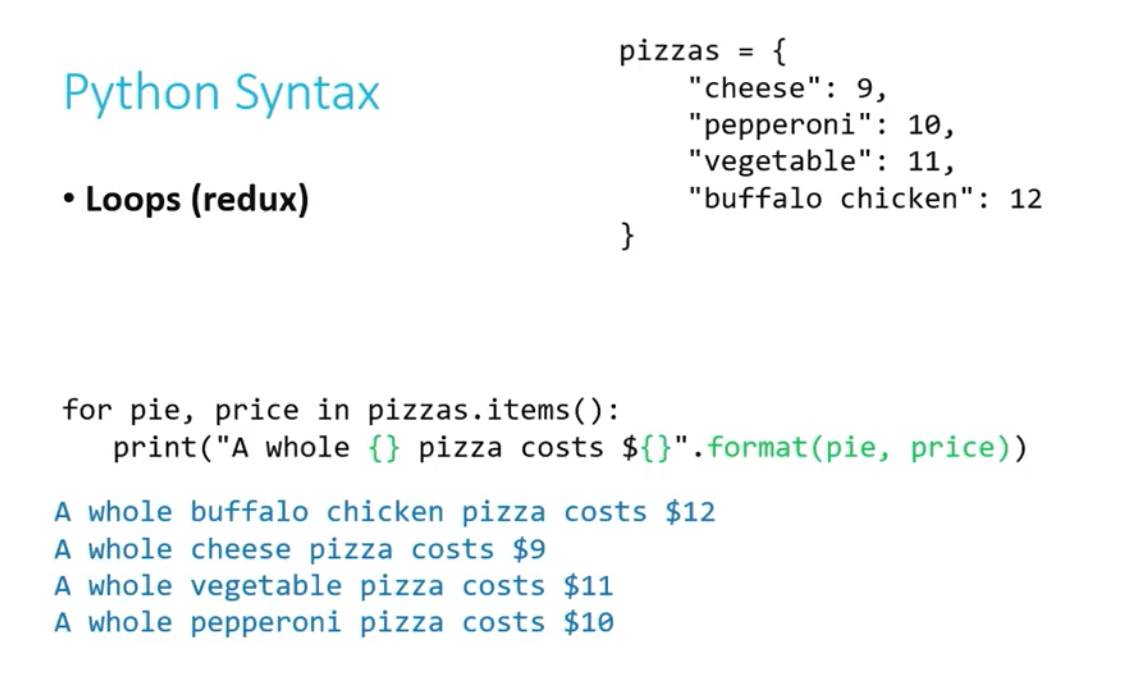 Python Syntax
• Loops (redux)
pizzas = {
    "cheese": 9,
    "pepperoni": 10,
    "vegetable": 11,
    "buffalo chicken": 12
}
for pie, price in pizzas.items():
   print("A whole {} pizza costs ${}".format(pie, price))
A whole buffalo chicken pizza costs $12
A whole cheese pizza costs $9
A whole vegetable pizza costs $11
A whole pepperoni pizza costs $10